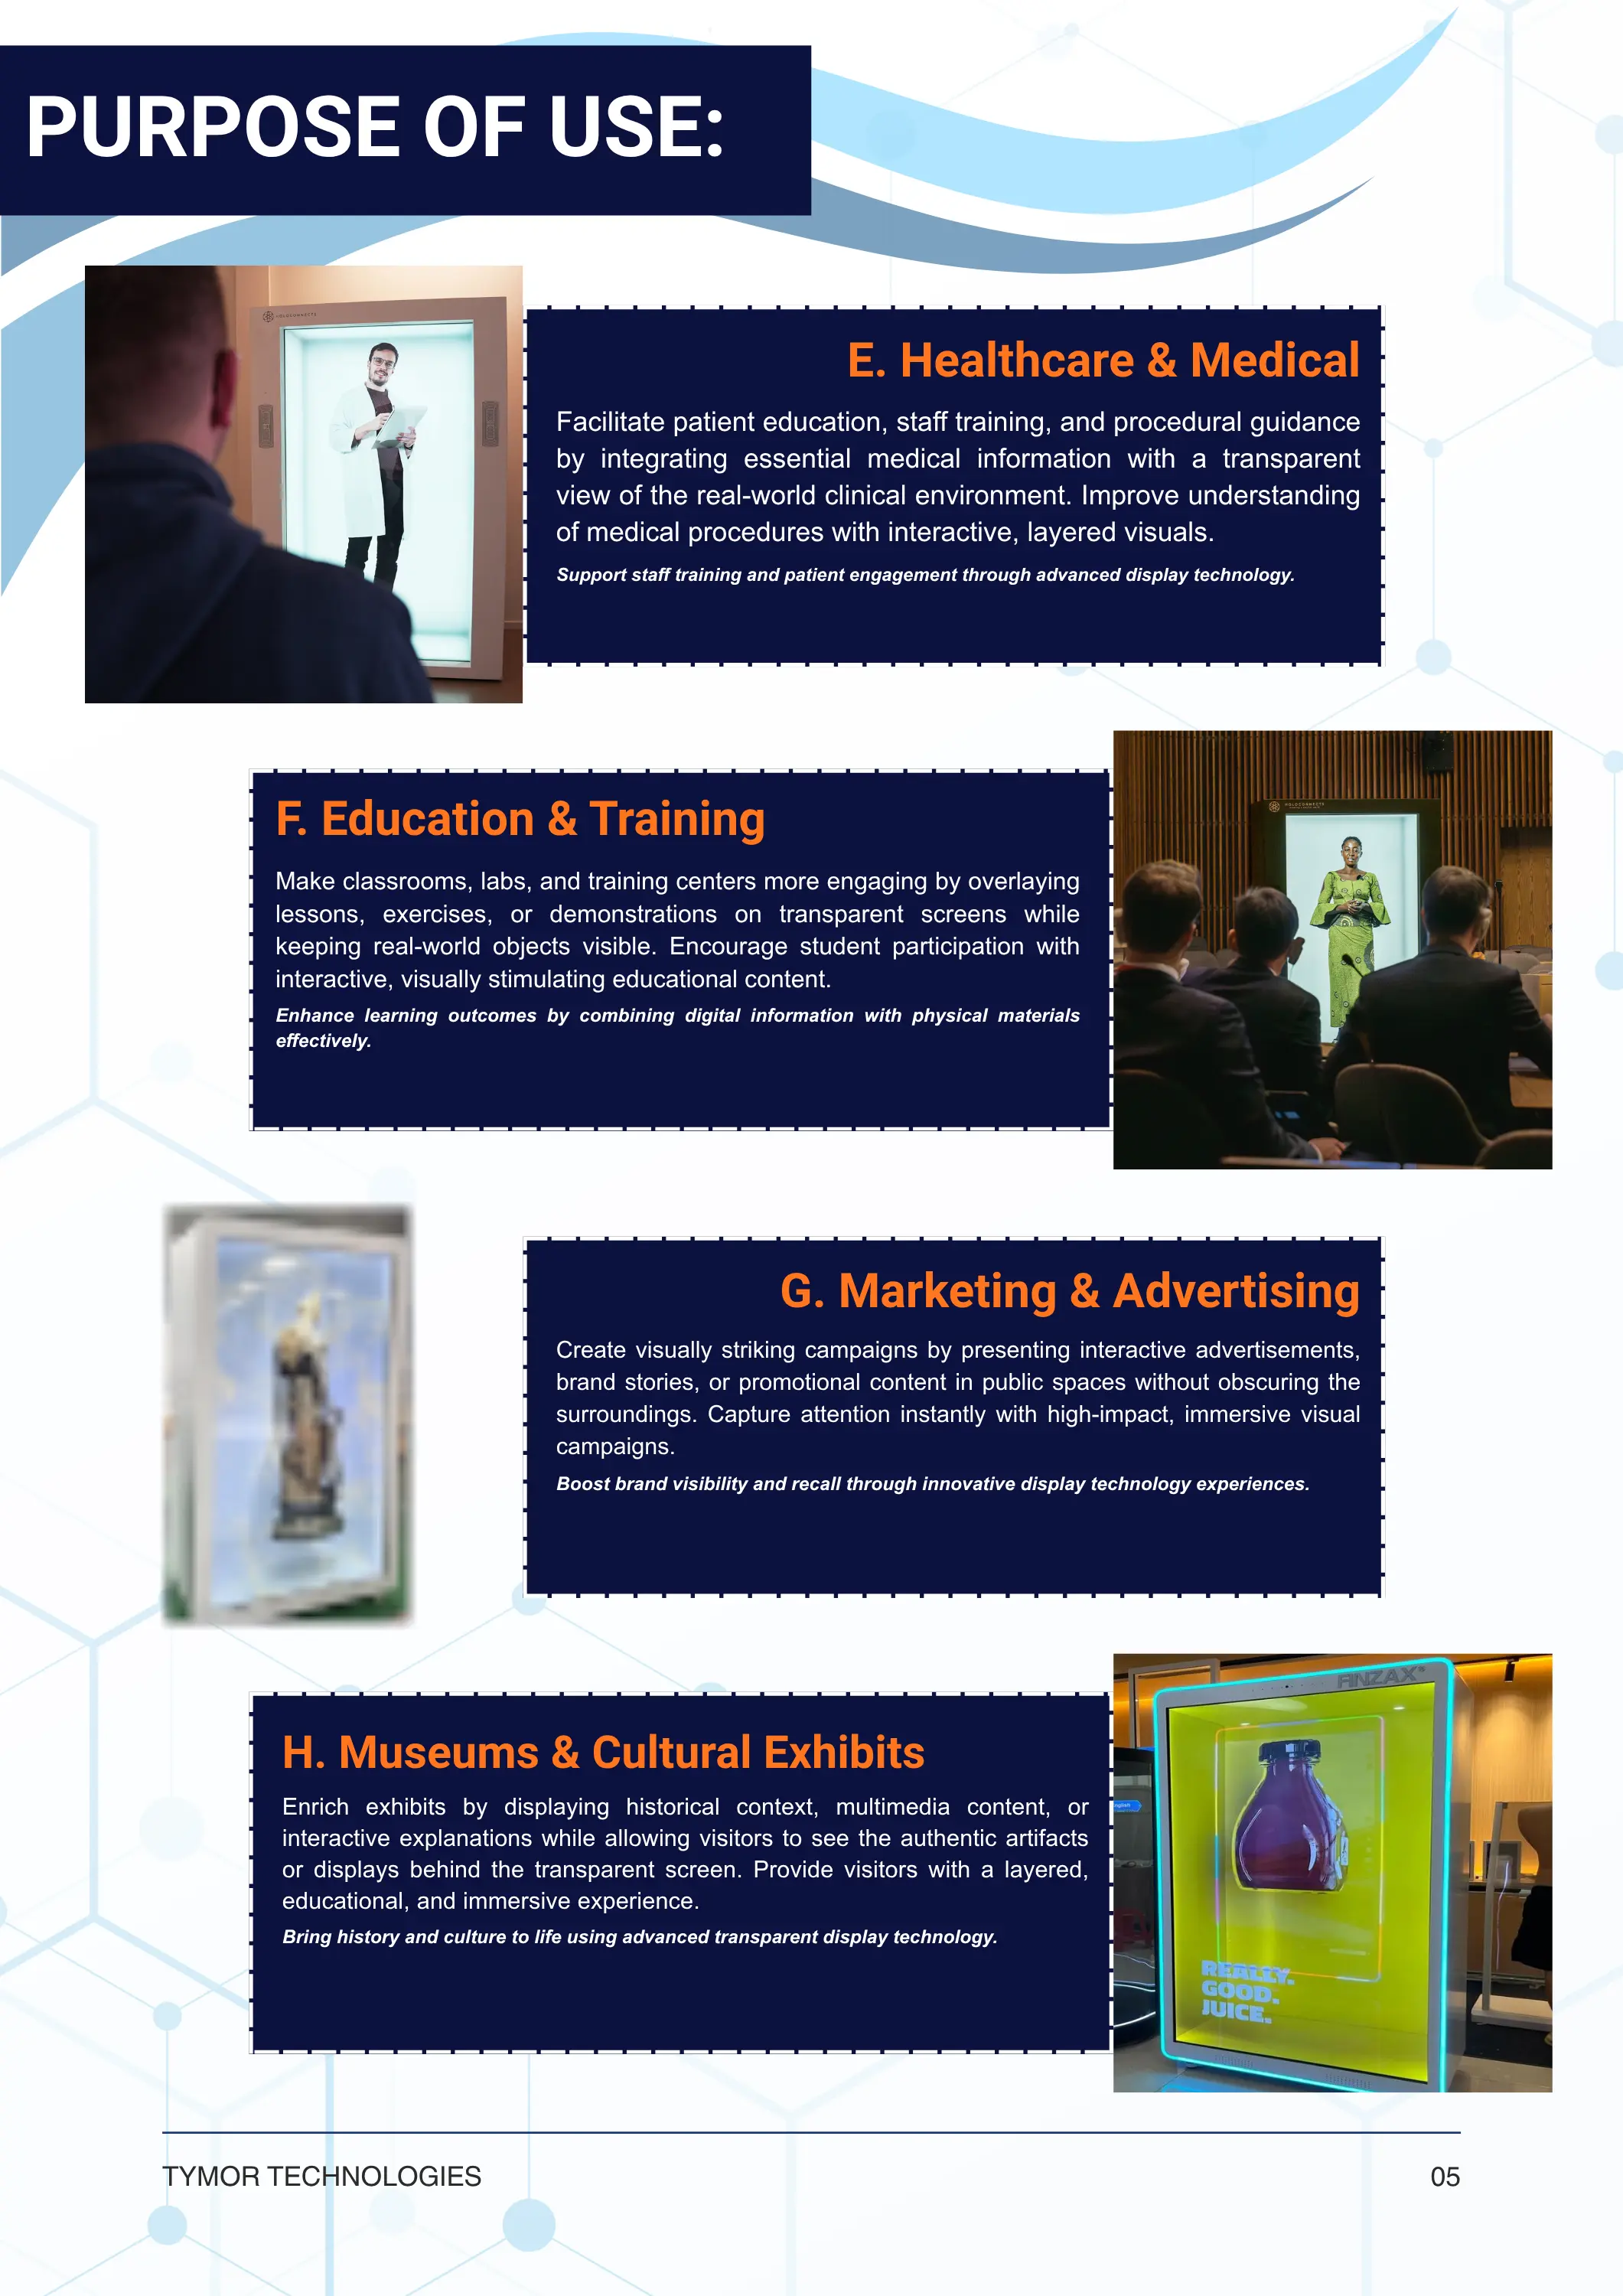 PURPOSE OF USE:
HOLOCONNECTS
E. Healthcare & Medical
Facilitate patient education, staff training, and procedural guidance
by integrating essential medical information with a transparent
view of the real-world clinical environment. Improve understanding
of medical procedures with interactive, layered visuals.
Support staff training and patient engagement through advanced display technology.
F. Education & Training
Make classrooms, labs, and training centers more engaging by overlaying
lessons, exercises, or demonstrations on transparent screens while
keeping real-world objects visible. Encourage student participation with
interactive, visually stimulating educational content.
Enhance learning outcomes by combining digital information with physical materials
effectively.
HOLOCONNECTS
G. Marketing & Advertising
Create visually striking campaigns by presenting interactive advertisements,
brand stories, or promotional content in public spaces without obscuring the
surroundings. Capture attention instantly with high-impact, immersive visual
campaigns.
Boost brand visibility and recall through innovative display technology experiences.
H. Museums & Cultural Exhibits
Enrich exhibits by displaying historical context, multimedia content, or
interactive explanations while allowing visitors to see the authentic artifacts
or displays behind the transparent screen. Provide visitors with a layered,
educational, and immersive experience.
Bring history and culture to life using advanced transparent display technology.
FINZAX®
REALLY.
GOOD.
JUICE.
TYMOR TECHNOLOGIES
05